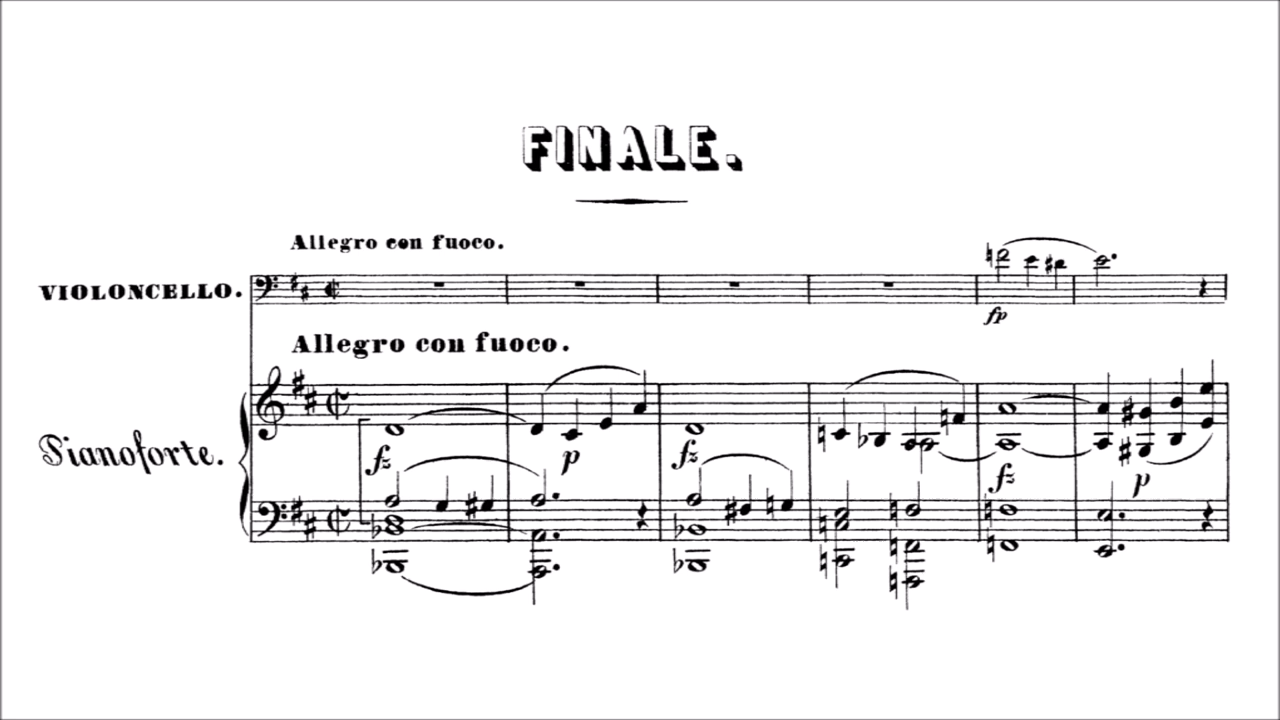 FINALE.
Allegro con fuoco.
VIOLONCELLO.
fp
Allegro con fuoco.
Pianoforte.
fz p fz fz p